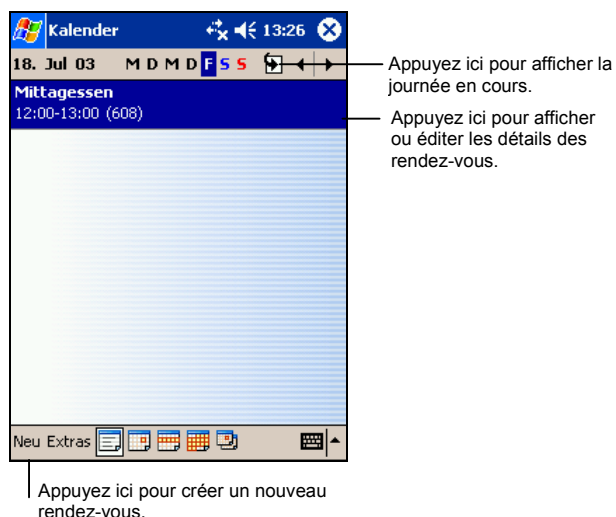 Kalender 13:26
18. Jul 03 M D M D F S S
Appuyez ici pour afficher la
journée en cours.
Mittagessen
12:00-13:00 (608)
Appuyez ici pour afficher
ou éditer les détails des
rendez-vous.
Neu Extras
Appuyez ici pour créer un nouveau
rendez-vous.